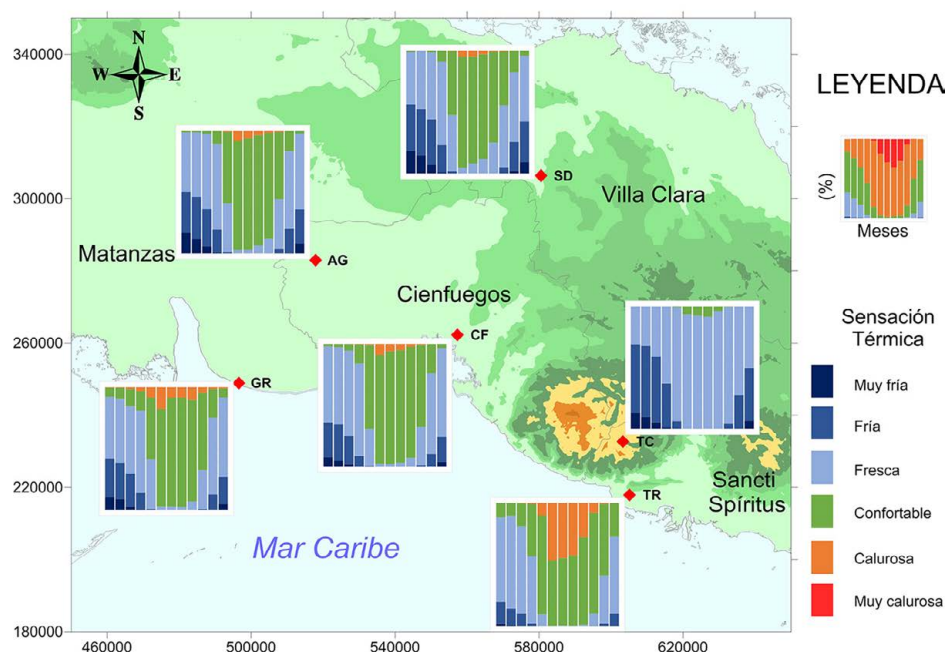 340000
300000
260000
220000
180000
460000
500000
540000
580000
620000
N
W E
S
SD
AG
CF
GR
TC
TR
Matanzas
Villa Clara
Cienfuegos
Sancti
Spíritus
Mar Caribe
LEYENDA
(%)
Meses
Sensación
Térmica
Muy fría
Fría
Fresca
Confortable
Calurosa
Muy calurosa